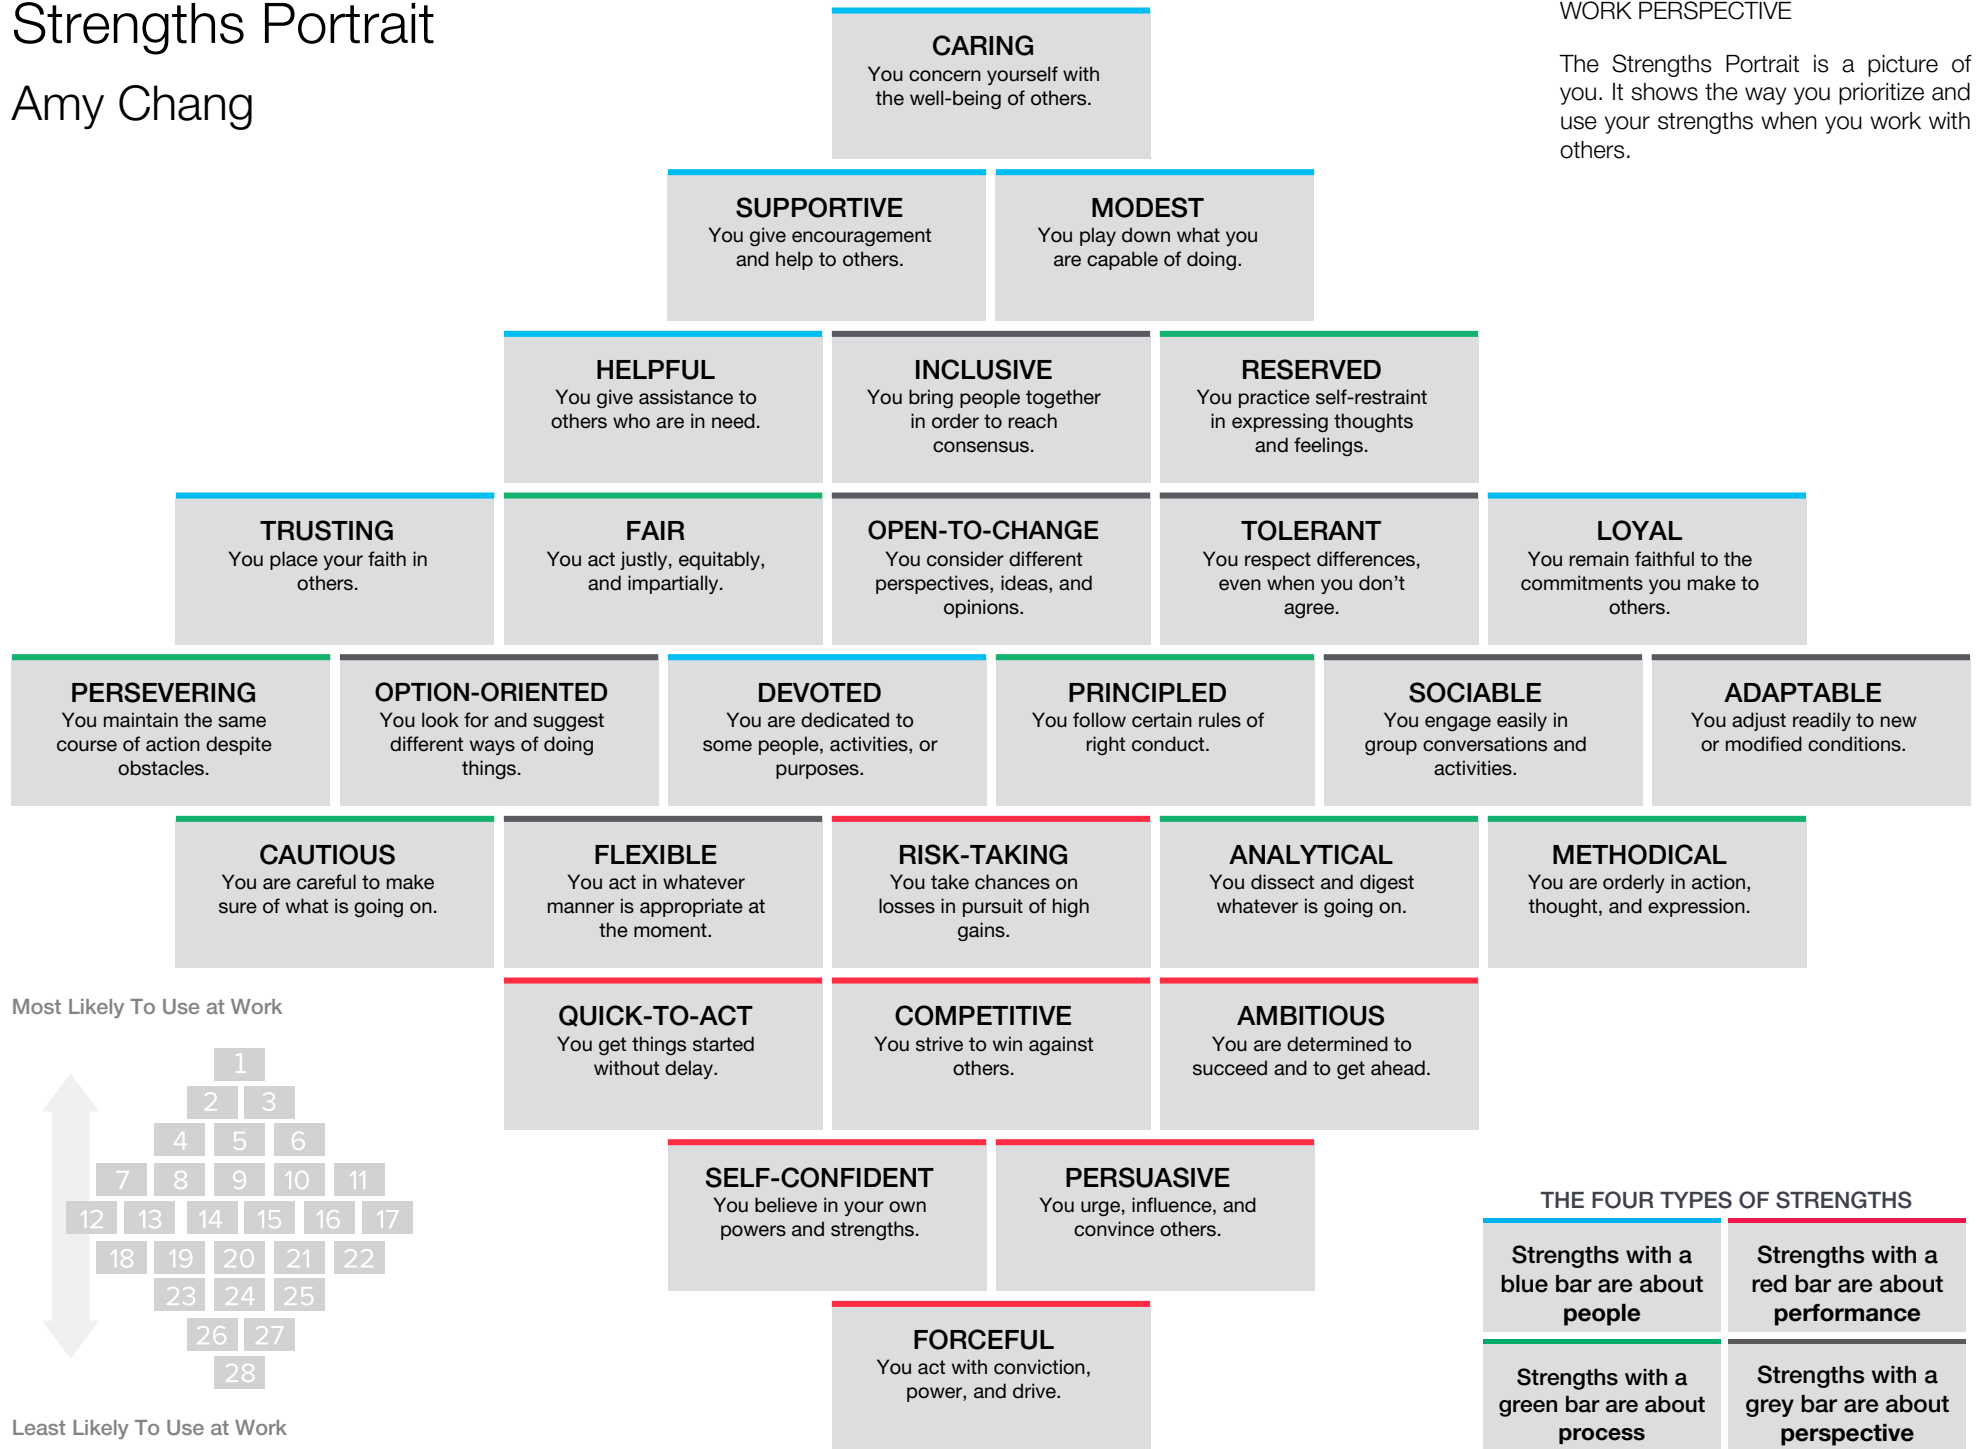 Strengths Portrait
Amy Chang
WORK PERSPECTIVE
The Strengths Portrait is a picture of
you. It shows the way you prioritize and
use your strengths when you work with
others.
CARING
You concern yourself with
the well-being of others.
SUPPORTIVE
You give encouragement
and help to others.
MODEST
You play down what you
are capable of doing.
HELPFUL
You give assistance to
others who are in need.
INCLUSIVE
You bring people together
in order to reach
consensus.
RESERVED
You practice self-restraint
in expressing thoughts
and feelings.
TRUSTING
You place your faith in
others.
FAIR
You act justly, equitably,
and impartially.
OPEN-TO-CHANGE
You consider different
perspectives, ideas, and
opinions.
TOLERANT
You respect differences,
even when you don’t
agree.
LOYAL
You remain faithful to the
commitments you make to
others.
PERSEVERING
You maintain the same
course of action despite
obstacles.
OPTION-ORIENTED
You look for and suggest
different ways of doing
things.
DEVOTED
You are dedicated to
some people, activities, or
purposes.
PRINCIPLED
You follow certain rules of
right conduct.
SOCIABLE
You engage easily in
group conversations and
activities.
ADAPTABLE
You adjust readily to new
or modified conditions.
CAUTIOUS
You are careful to make
sure of what is going on.
FLEXIBLE
You act in whatever
manner is appropriate at
the moment.
RISK-TAKING
You take chances on
losses in pursuit of high
gains.
ANALYTICAL
You dissect and digest
whatever is going on.
METHODICAL
You are orderly in action,
thought, and expression.
QUICK-TO-ACT
You get things started
without delay.
COMPETITIVE
You strive to win against
others.
AMBITIOUS
You are determined to
succeed and to get ahead.
SELF-CONFIDENT
You believe in your own
powers and strengths.
PERSUASIVE
You urge, influence, and
convince others.
FORCEFUL
You act with conviction,
power, and drive.
Most Likely To Use at Work
1
2 3
4 5 6
7 8 9 10 11
12 13 14 15 16 17
18 19 20 21 22
23 24 25
26 27
28
Least Likely To Use at Work
THE FOUR TYPES OF STRENGTHS
Strengths with a
blue bar are about
people
Strengths with a
red bar are about
performance
Strengths with a
green bar are about
process
Strengths with a
grey bar are about
perspective